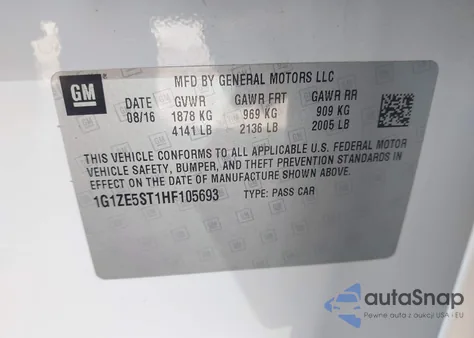 GM
MFD BY GENERAL MOTORS LLC
DATE GVWR GAWR FRT GAWR RR
08/16 1878 KG 969 KG 909 KG
4141 LB 2136 LB 2005 LB
THIS VEHICLE CONFORMS TO ALL APPLICABLE U.S. FEDERAL MOTOR
VEHICLE SAFETY, BUMPER, AND THEFT PREVENTION STANDARDS IN
EFFECT ON THE DATE OF MANUFACTURE SHOWN ABOVE.
1G1ZE5ST1HF105693 TYPE: PASS CAR
autoSnap
Pewne auta z aukcji USA i EU